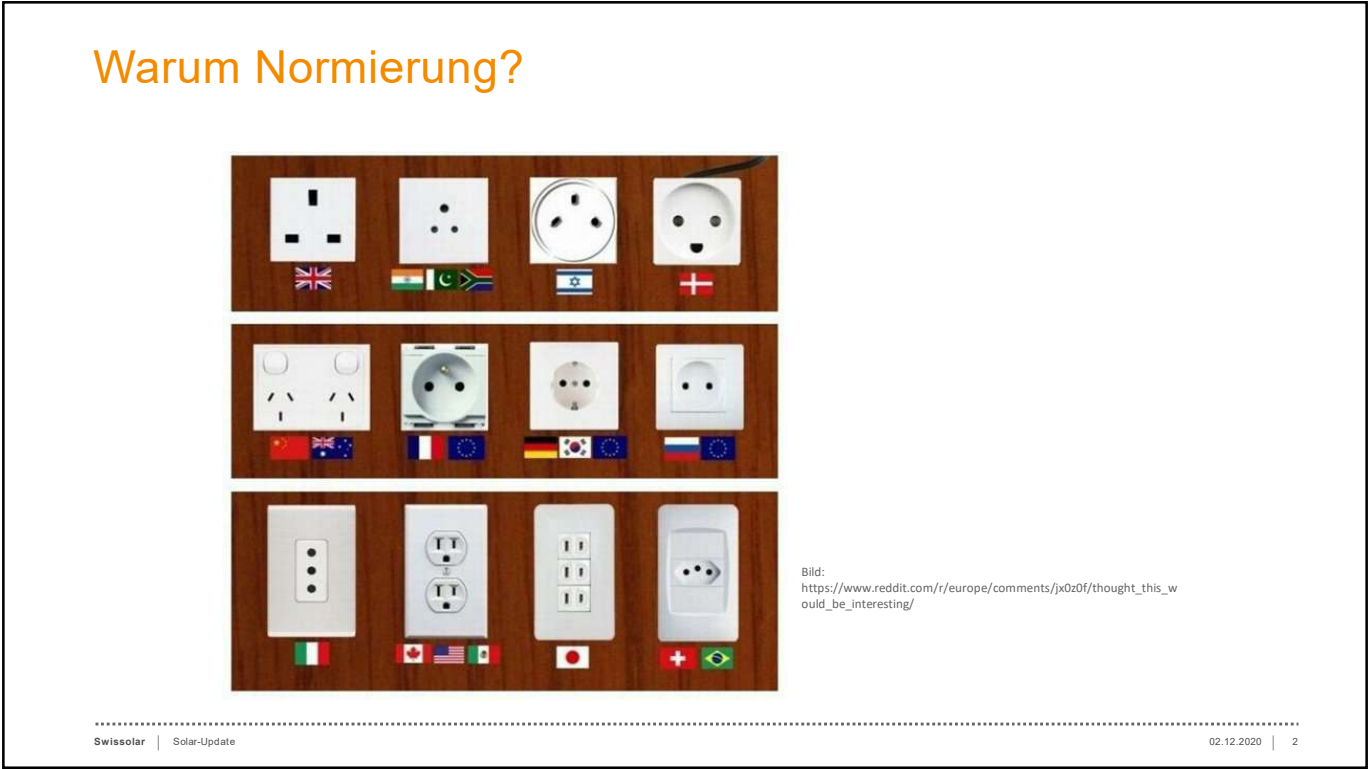 Warum Normierung?
Bild:
https://www.reddit.com/r/europe/comments/jx0z0f/thought_this_w
ould_be_interesting/
Swissolar | Solar-Update
02.12.2020 | 2